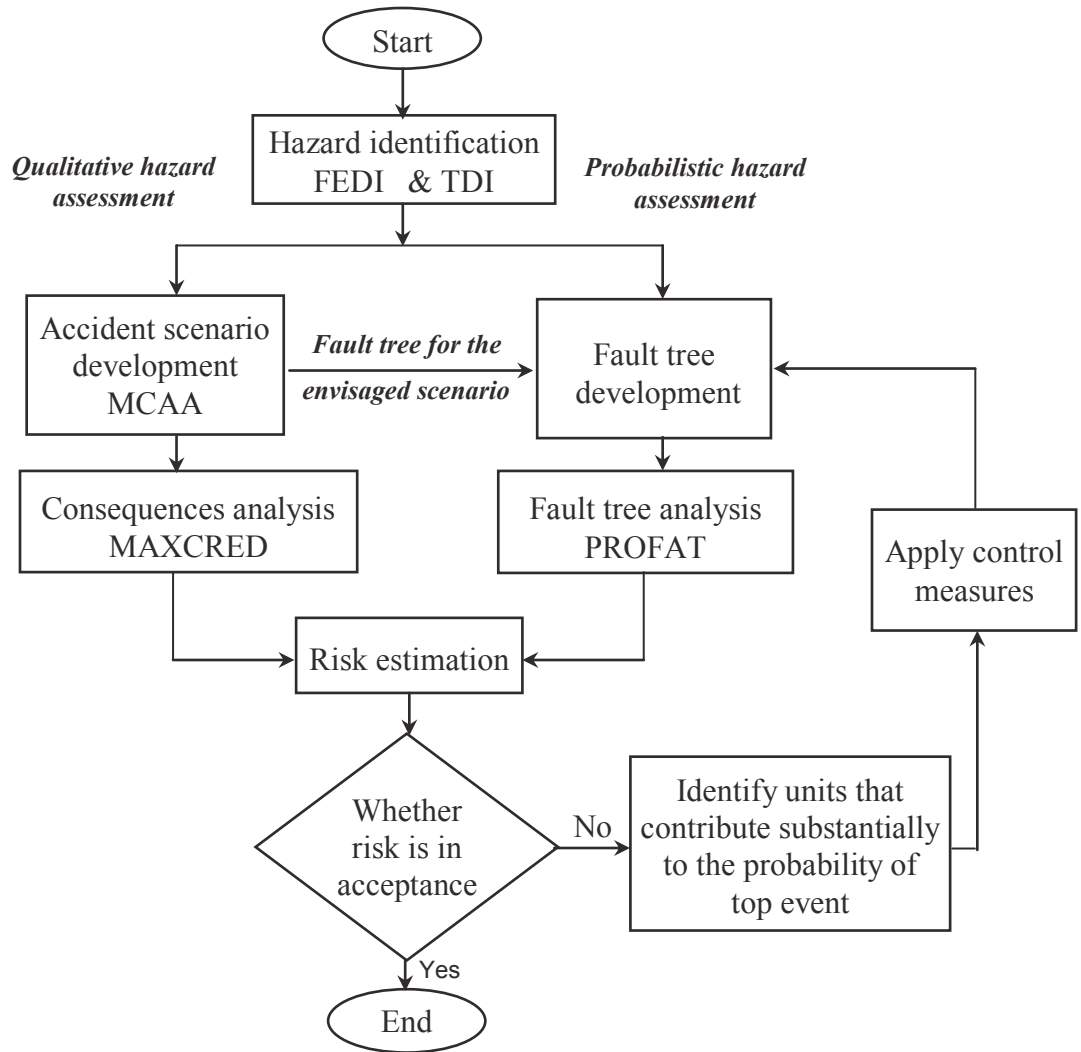 Start
Hazard identification
FEDI & TDI
Qualitative hazard
assessment
Probabilistic hazard
assessment
Accident scenario
development
MCAA
Fault tree for the
envisaged scenario
Fault tree
development
Consequences analysis
MAXCRED
Fault tree analysis
PROFAT
Apply control
measures
Risk estimation
Whether
risk is in
acceptance
No
Identify units that
contribute substantially
to the probability of
top event
Yes
End